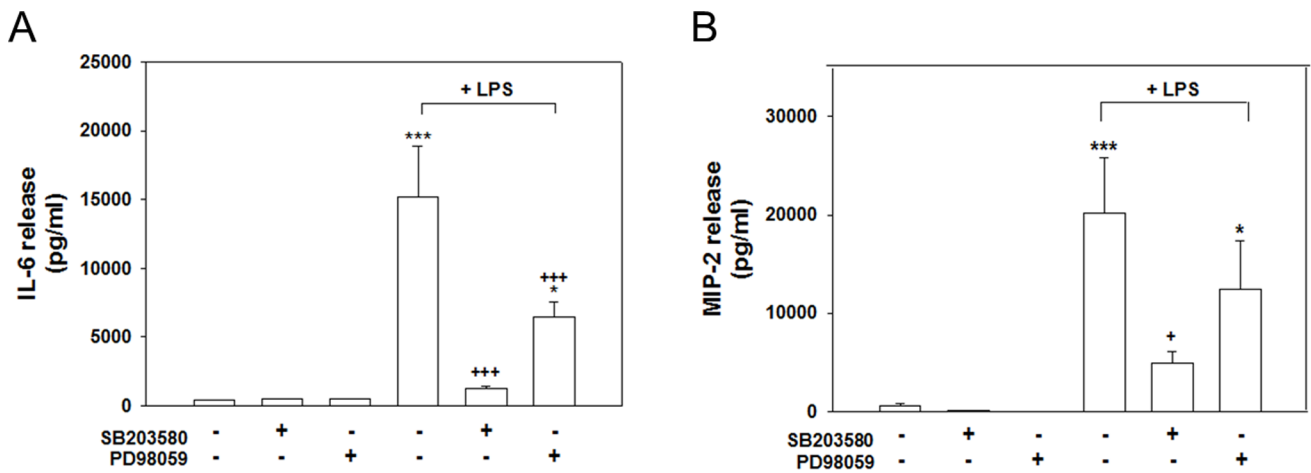 A
IL-6 release
(pg/ml)
25000
20000
15000
10000
5000
0
+ LPS
***
+++
+++
*
SB203580 - + - - + -
PD98059 - - + - - +
B
MIP-2 release
(pg/ml)
30000
20000
10000
0
+ LPS
***
+
*
SB203580 - + - - + -
PD98059 - - + - - +